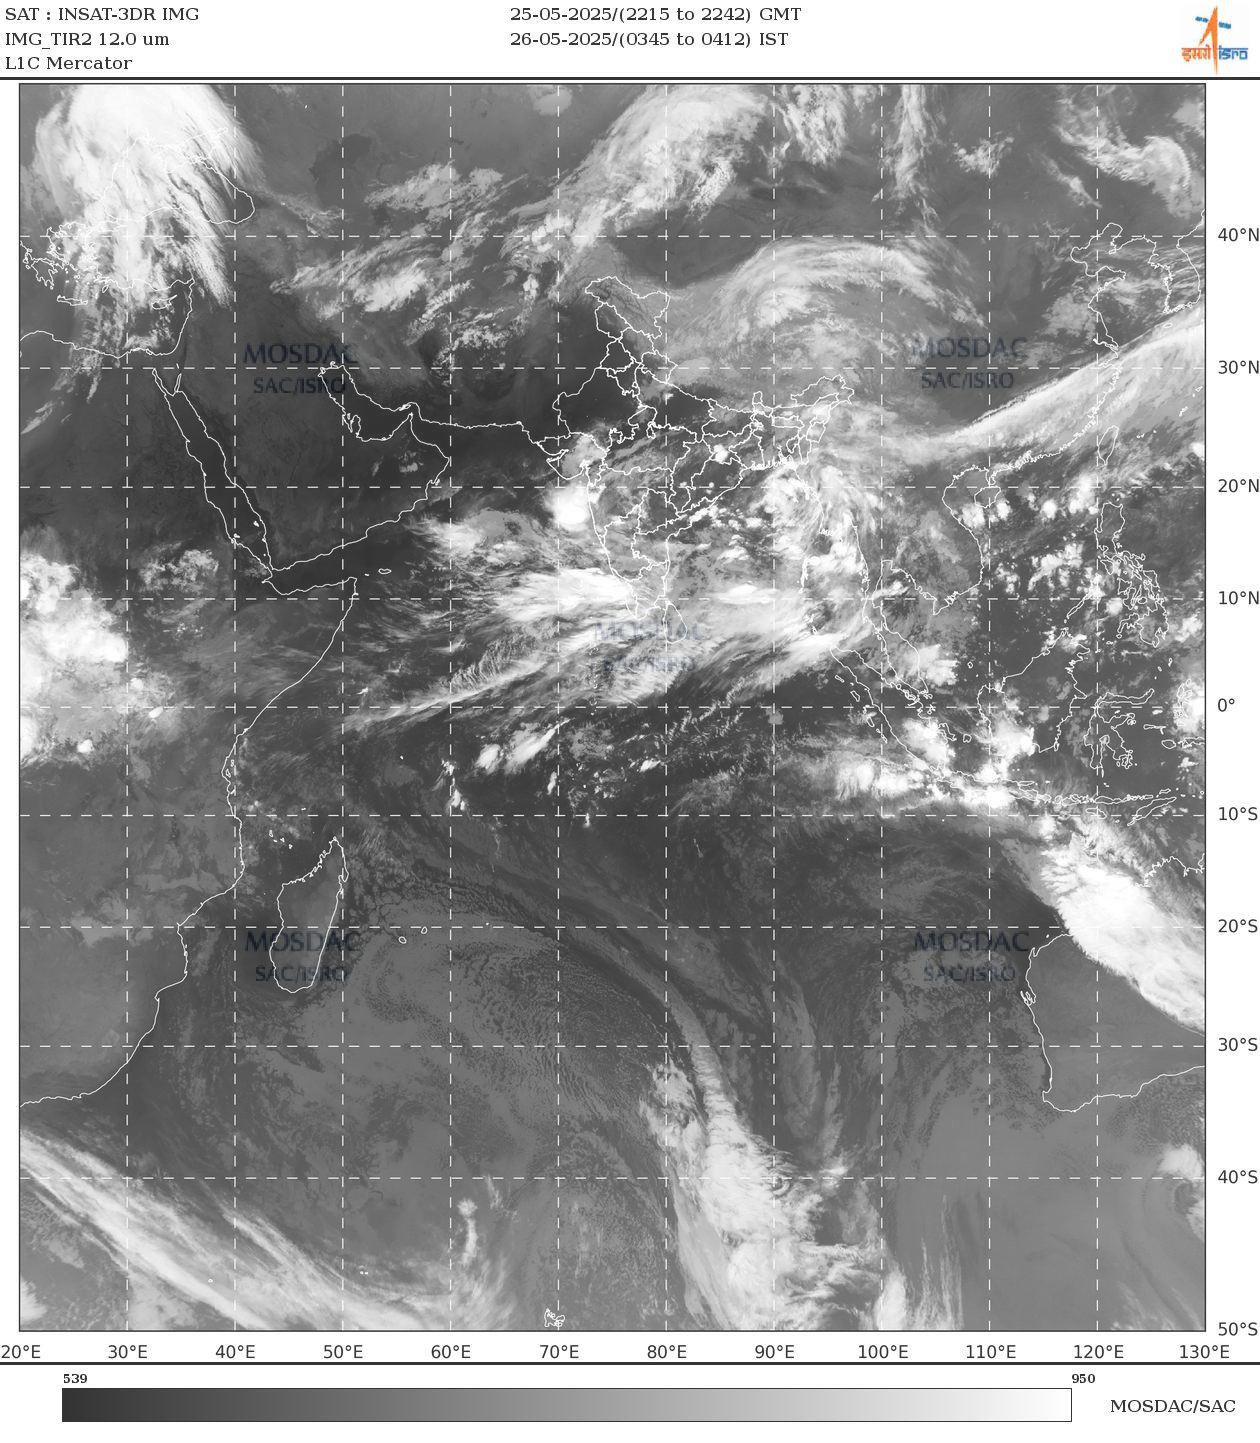 SAT : INSAT-3DR IMG
25-05-2025/(2215 to 2242) GMT
IMG_TIR2 12.0 um
26-05-2025/(0345 to 0412) IST
L1C Mercator
इसरो isro
MOSDAC
SAC/ISRO
MOSDAC
SAC/ISRO
MOSDAC
SAC/ISRO
MOSDAC
SAC/ISRO
MOSDAC
SAC/ISRO
40°N
30°N
20°N
10°N
0°
10°S
20°S
30°S
40°S
50°S
20°E 30°E 40°E 50°E 60°E 70°E 80°E 90°E 100°E 110°E 120°E 130°E
539
950
MOSDAC/SAC